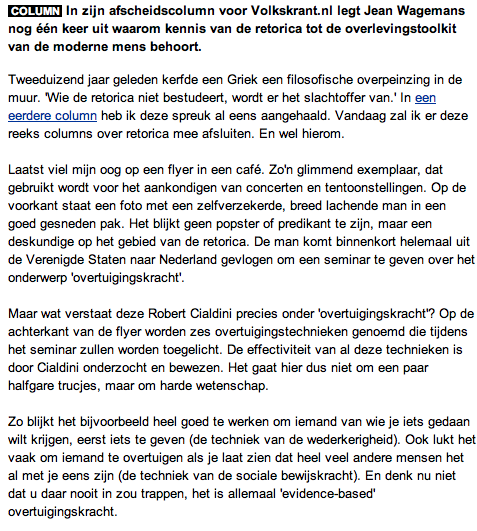 COLUMN In zijn afscheidscolumn voor Volkskrant.nl legt Jean Wagemans
nog één keer uit waarom kennis van de retorica tot de overlevingstoolkit
van de moderne mens behoort.
Tweeduizend jaar geleden kerfde een Griek een filosofische overpeinzing in de
muur. 'Wie de retorica niet bestudeert, wordt er het slachtoffer van.' In een
eerdere column heb ik deze spreuk al eens aangehaald. Vandaag zal ik er deze
reeks columns over retorica mee afsluiten. En wel hierom.
Laatst viel mijn oog op een flyer in een café. Zo'n glimmend exemplaar, dat
gebruikt wordt voor het aankondigen van concerten en tentoonstellingen. Op de
voorkant staat een foto met een zelfverzekerde, breed lachende man in een
goed gesneden pak. Het blijkt geen popster of predikant te zijn, maar een
deskundige op het gebied van de retorica. De man komt binnenkort helemaal uit
de Verenigde Staten naar Nederland gevlogen om een seminar te geven over het
onderwerp 'overtuigingskracht'.
Maar wat verstaat deze Robert Cialdini precies onder 'overtuigingskracht'? Op de
achterkant van de flyer worden zes overtuigingstechnieken genoemd die tijdens
het seminar zullen worden toegelicht. De effectiviteit van al deze technieken is
door Cialdini onderzocht en bewezen. Het gaat hier dus niet om een paar
halfgare trucjes, maar om harde wetenschap.
Zo blijkt het bijvoorbeeld heel goed te werken om iemand van wie je iets gedaan
wilt krijgen, eerst iets te geven (de techniek van de wederkerigheid). Ook lukt het
vaak om iemand te overtuigen als je laat zien dat heel veel andere mensen het
al met je eens zijn (de techniek van de sociale bewijskracht). En denk nu niet
dat u daar nooit in zou trappen, het is allemaal 'evidence-based'
overtuigingskracht.